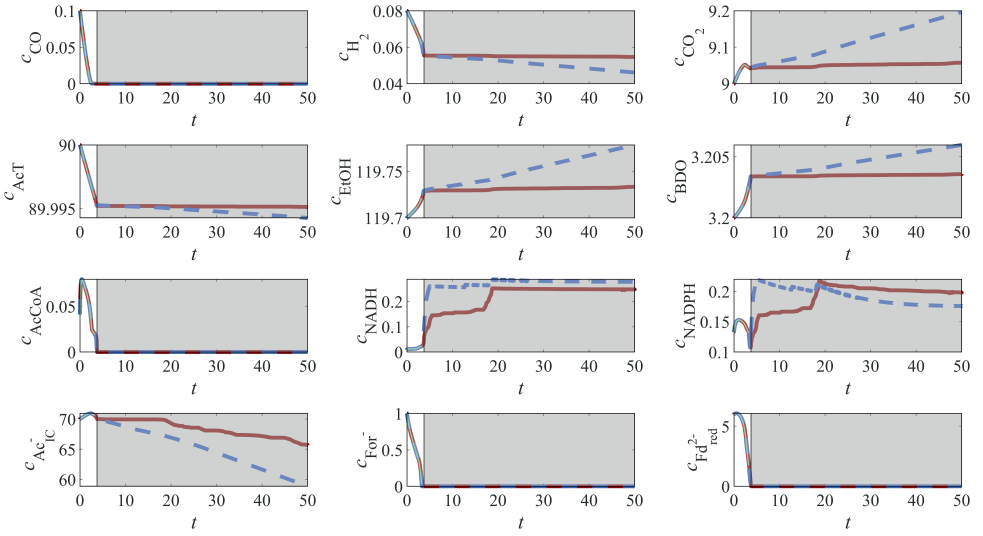 0.1
0.05
0
0 10 20 30 40 50
c_CO
t
0.08
0.06
0.04
0 10 20 30 40 50
c_H₂
t
9.2
9.1
9
0 10 20 30 40 50
c_CO₂
t
90
89.995
0 10 20 30 40 50
c_AcT
t
119.75
119.7
0 10 20 30 40 50
c_EtOH
t
3.205
3.2
0 10 20 30 40 50
c_BDO
t
0.05
0
0 10 20 30 40 50
c_AcCoA
t
0.2
0.1
0
0 10 20 30 40 50
c_NADH
t
0.2
0.15
0.1
0 10 20 30 40 50
c_NADPH
t
70
65
60
0 10 20 30 40 50
c_Ac⁻_IC
t
1
0.5
0
0 10 20 30 40 50
c_For⁻
t
5
0
0 10 20 30 40 50
c_Fd²⁻_red
t